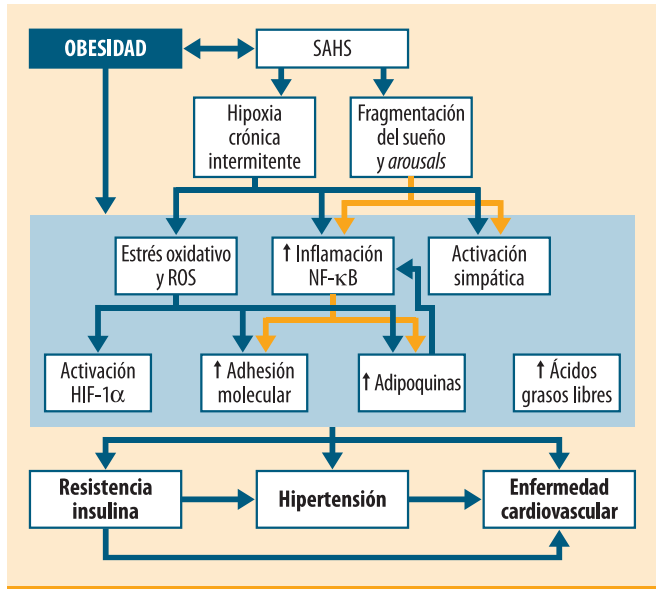 OBESIDAD
SAHS
Hipoxia
crónica
intermitente
Fragmentación
del sueño
y arousals
Estrés oxidativo
y ROS
↑ Inflamación
NF-κB
Activación
simpática
Activación
HIF-1α
↑ Adhesión
molecular
↑ Adipoquinas
↑ Ácidos
grasos libres
Resistencia
insulina
Hipertensión
Enfermedad
cardiovascular